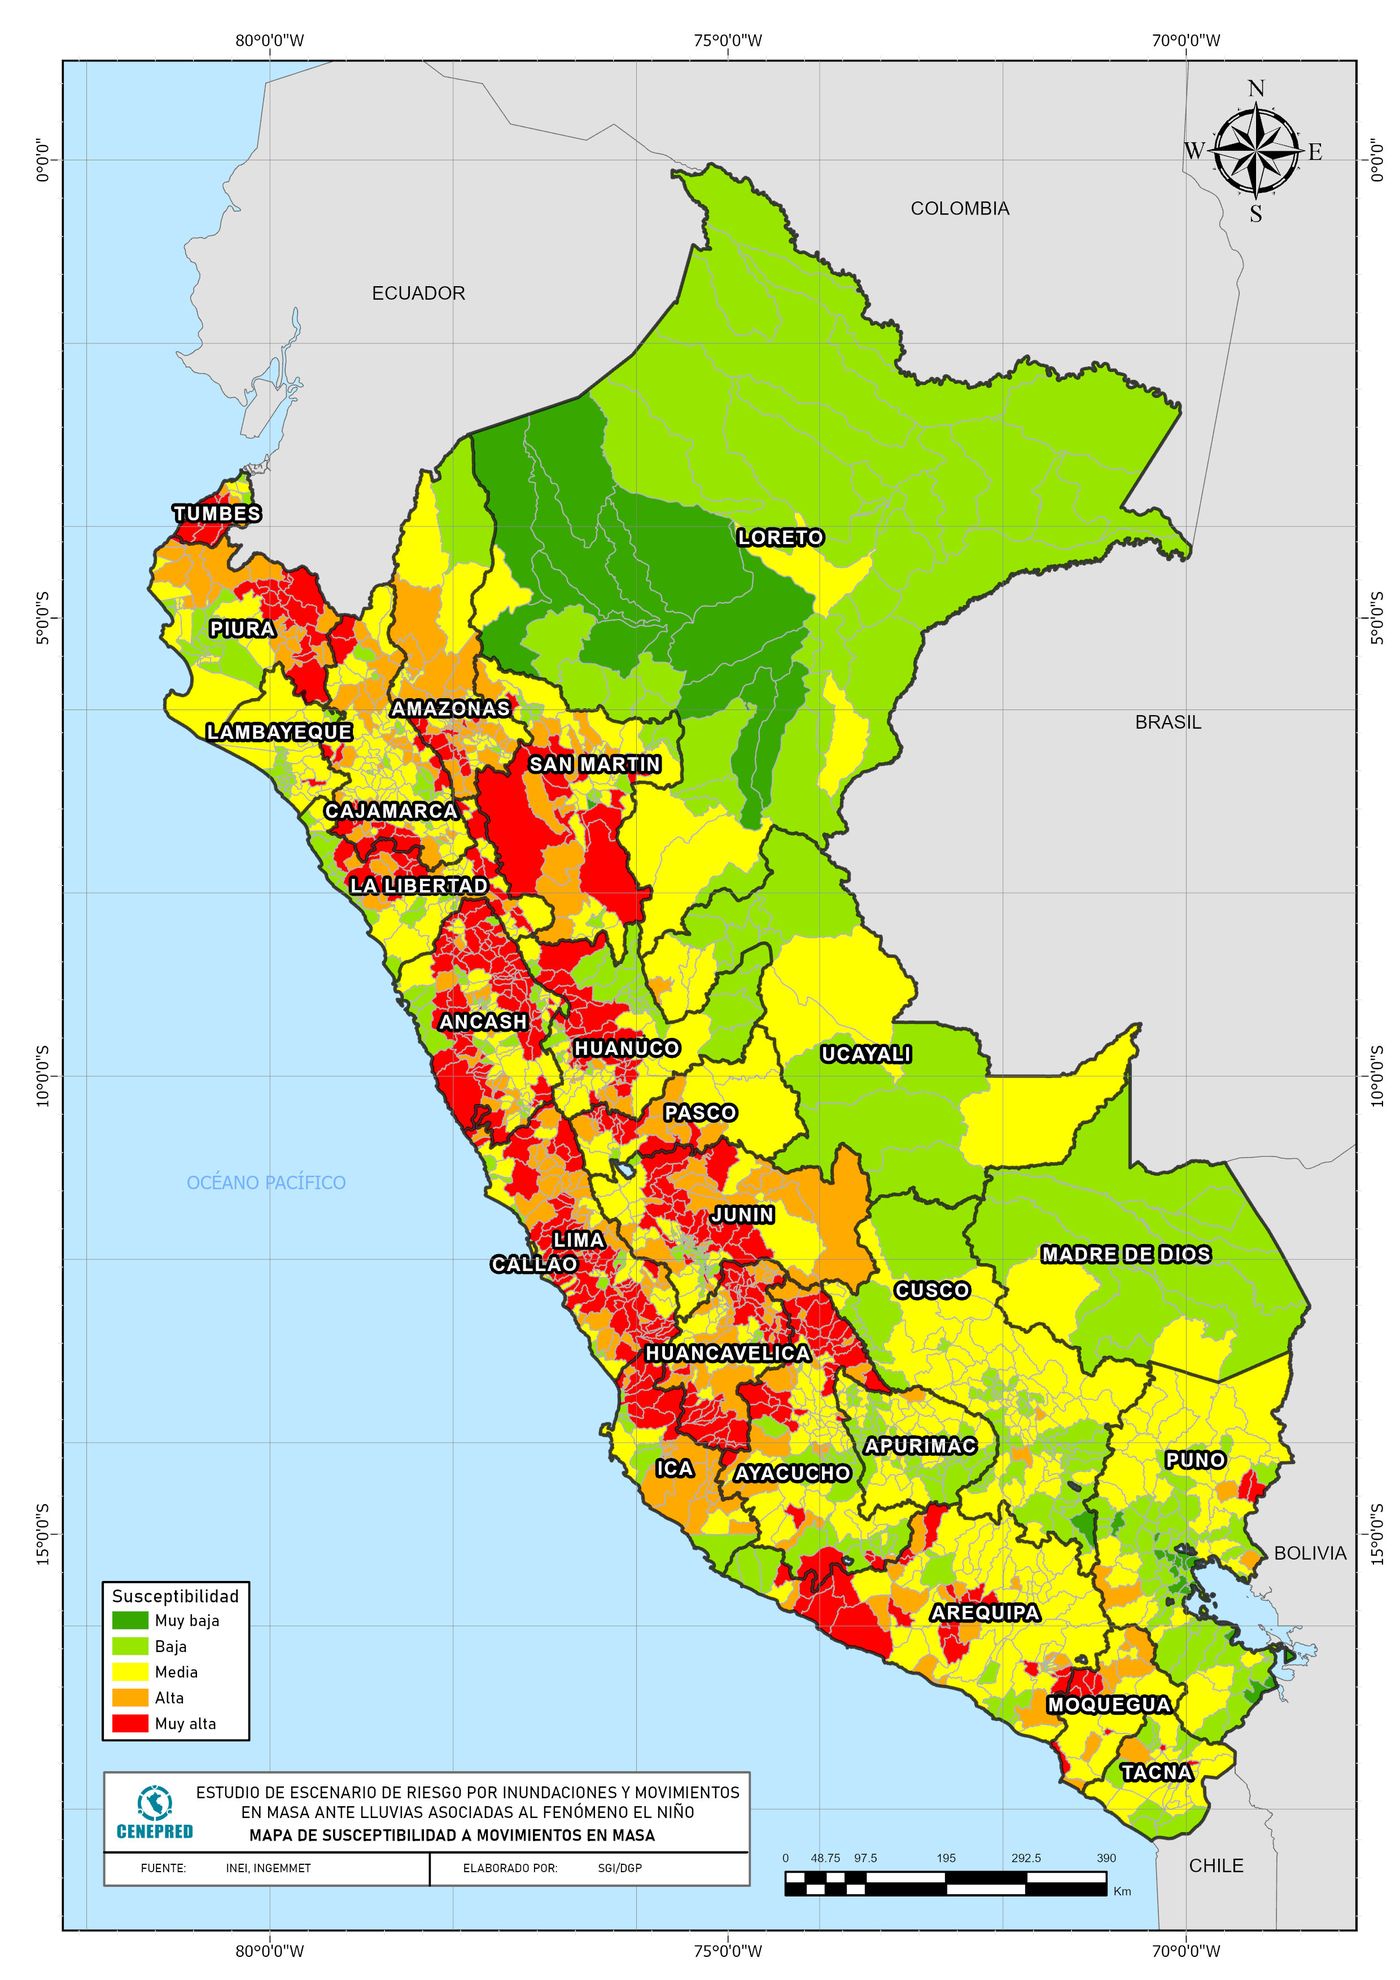 80°0'0"W 75°0'0"W 70°0'0"W
N
W E
S
0°0'0" 0°0'0"
COLOMBIA
ECUADOR
TUMBES
LORETO
5°0'0"S 5°0'0"S
PIURA
AMAZONAS
BRASIL
LAMBAYEQUE
SAN MARTIN
CAJAMARCA
LA LIBERTAD
ANCASH
HUANUCO
UCAYALI
10°0'0"S 10°0'0"S
PASCO
OCÉANO PACÍFICO
JUNIN
LIMA
MADRE DE DIOS
CALLAO
CUSCO
HUANCAVELICA
APURIMAC
PUNO
ICA
AYACUCHO
15°0'0"S 15°0'0"S
BOLIVIA
AREQUIPA
MOQUEGUA
TACNA
CHILE
Susceptibilidad
Muy baja
Baja
Media
Alta
Muy alta
CENEPRED
ESTUDIO DE ESCENARIO DE RIESGO POR INUNDACIONES Y MOVIMIENTOS
EN MASA ANTE LLUVIAS ASOCIADAS AL FENÓMENO EL NIÑO
MAPA DE SUSCEPTIBILIDAD A MOVIMIENTOS EN MASA
FUENTE: INEI, INGEMMET ELABORADO POR: SGI/DGP
0 48.75 97.5 195 292.5 390
Km
80°0'0"W 75°0'0"W 70°0'0"W